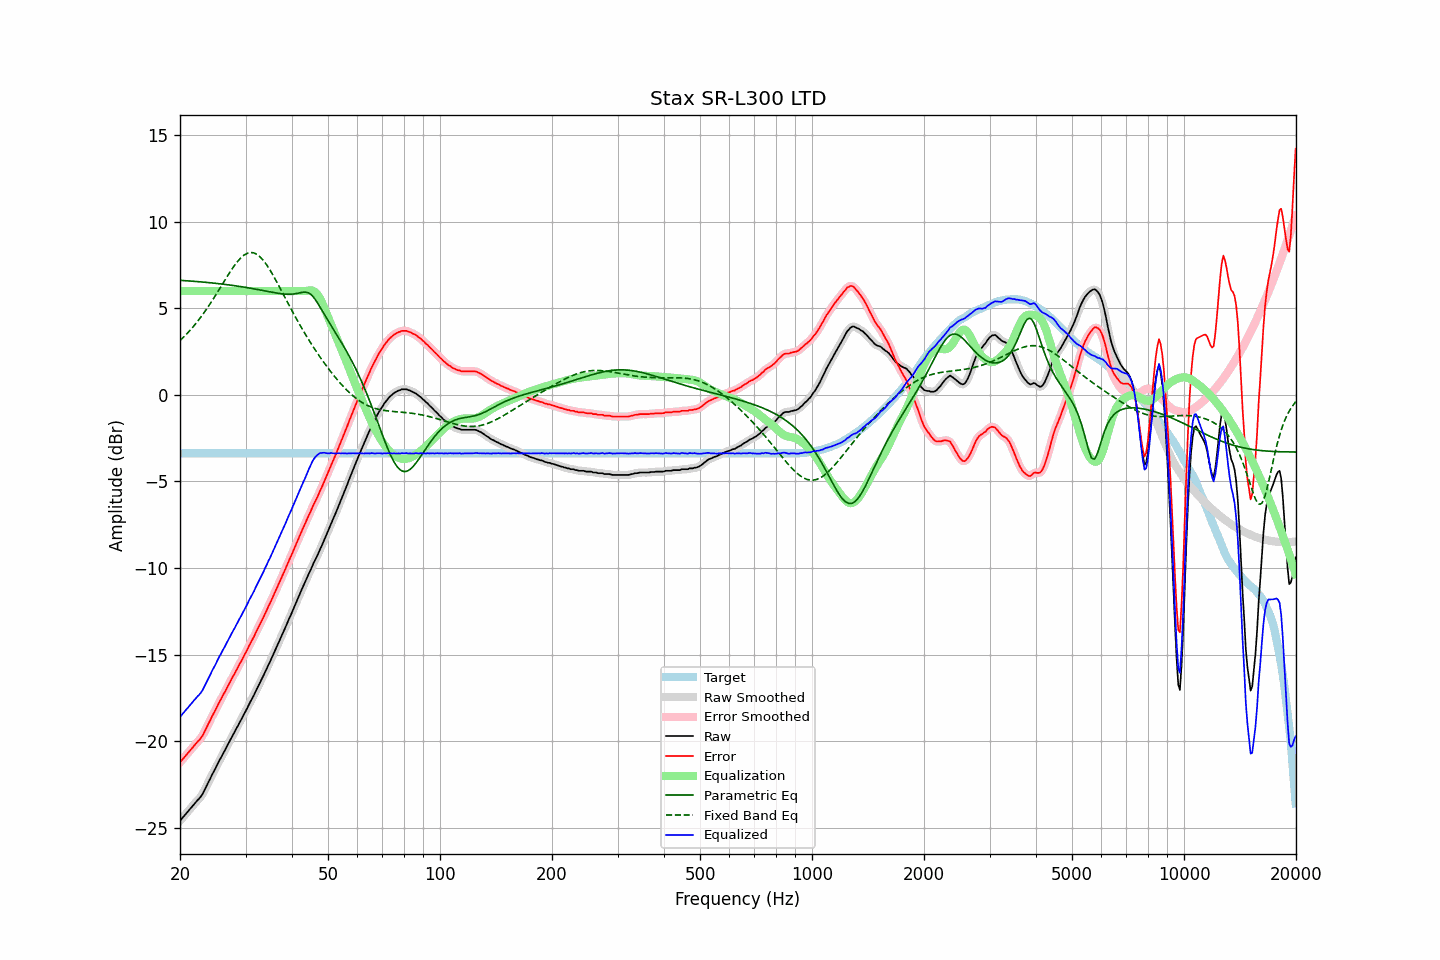 Stax SR-L300 LTD
Amplitude (dBr)
15
10
5
0
−5
−10
−15
−20
−25
Target
Raw Smoothed
Error Smoothed
Raw
Error
Equalization
Parametric Eq
Fixed Band Eq
Equalized
20 50 100 200 500 1000 2000 5000 10000 20000
Frequency (Hz)